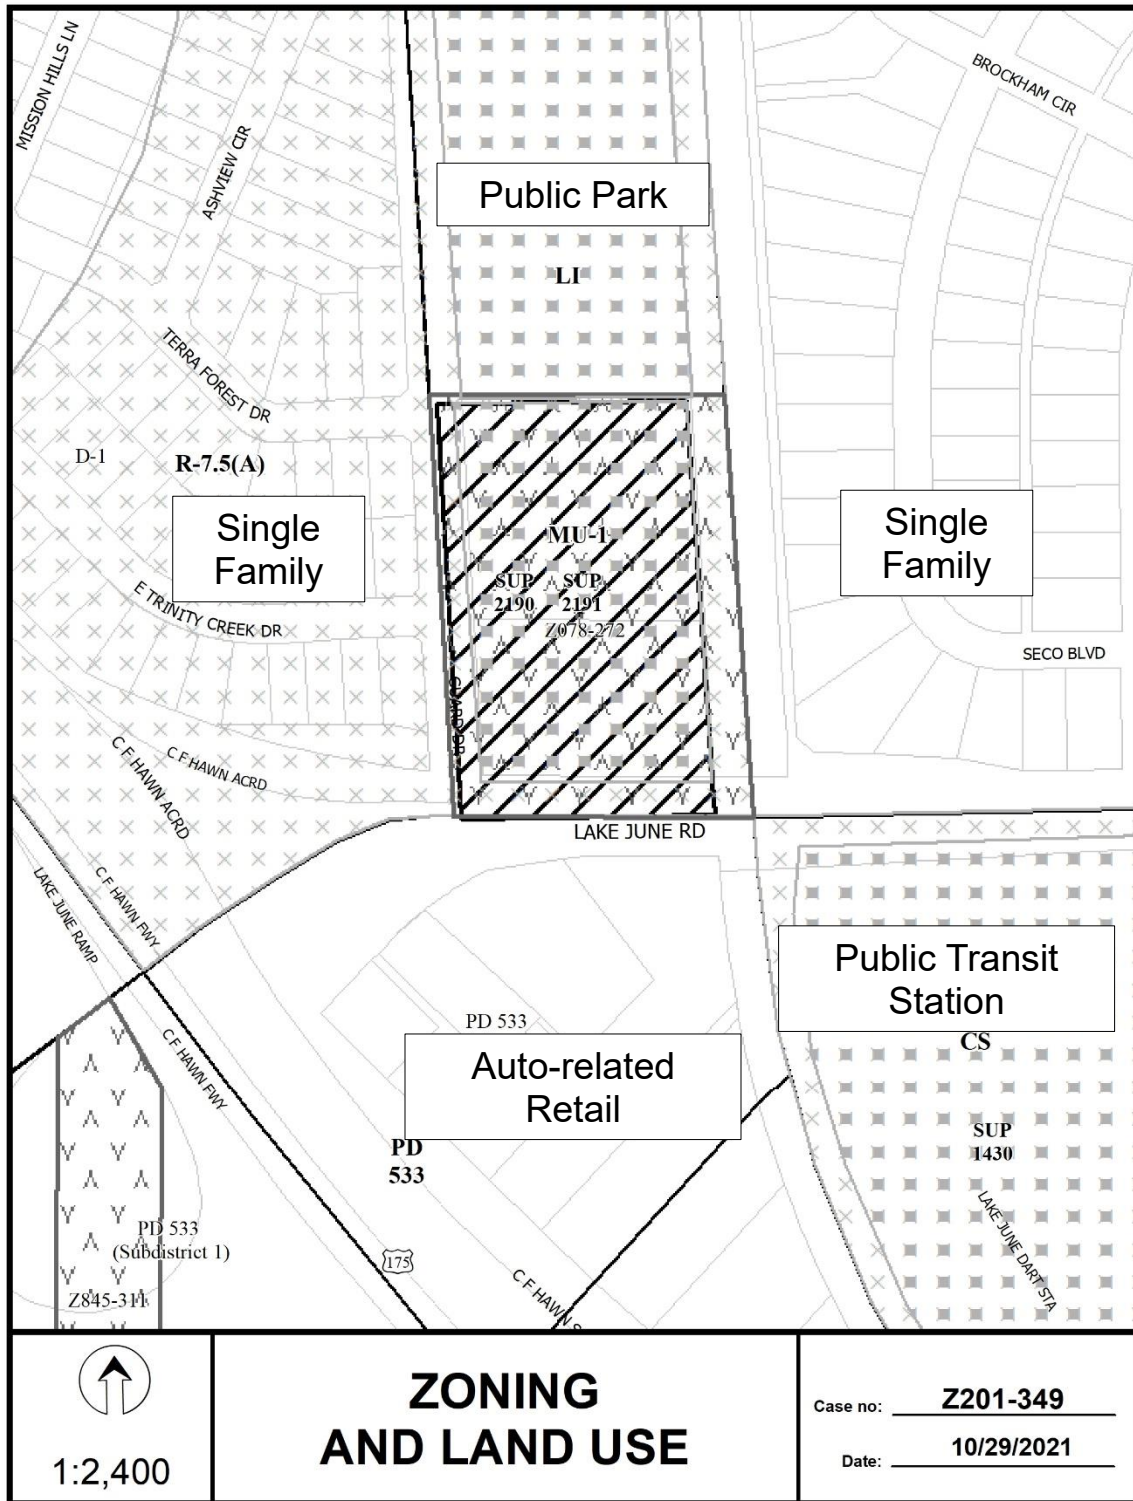 MISSION HILLS LN
ASHVIEW CIR
BROCKHAM CIR
Public Park
LI
TERRA FOREST DR
D-1
R-7.5(A)
Single
Family
MU-1
SUP
2190
SUP
2191
Z078-272
Single
Family
E TRINITY CREEK DR
SECO BLVD
GUARD DR
C F HAWN ACRD
C F HAWN ACRD
LAKE JUNE RD
LAKE JUNE RAMP
C F HAWN FWY
Public Transit
Station
CS
PD 533
Auto-related
Retail
C F HAWN FWY
PD
533
SUP
1430
LAKE JUNE DART STA
PD 533
(Subdistrict 1)
Z845-311
175
C F HAWN S
1:2,400
ZONING
AND LAND USE
Case no: Z201-349
Date: 10/29/2021